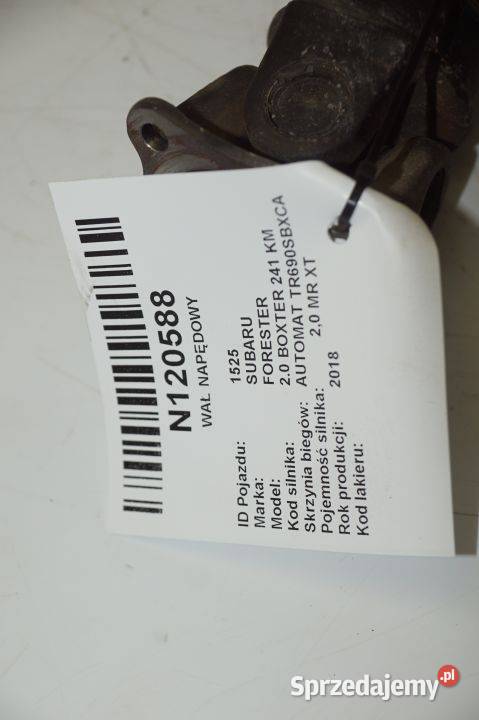 N120588
WAŁ NAPĘDOWY
ID Pojazdu: 1525
Marka: SUBARU
Model: FORESTER
Kod silnika: 2.0 BOXTER 241 KM
Skrzynia biegów: AUTOMAT TR690SBXCA
Pojemność silnika: 2,0 MR XT
Rok produkcji: 2018
Kod lakieru:
Sprzedajemy.pl